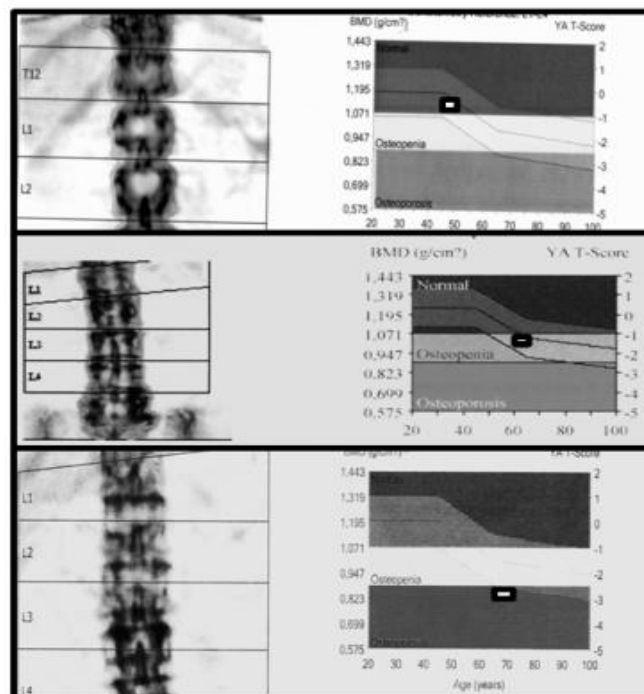 BMD (g/cm?)
YA T-Score
T12
L1
L2
1,443
1,319
1,195
1,071
0,947
0,823
0,699
0,575
Normal
Osteopenia
Osteoporosis
2
1
0
-1
-2
-3
-4
-5
20 30 40 50 60 70 80 90 100
BMD (g/cm?)
YA T-Score
L1
L2
L3
L4
1,443
1,319
1,195
1,071
0,947
0,823
0,699
0,575
Normal
Osteopenia
Osteoporosis
2
1
0
-1
-2
-3
-4
-5
20 40 60 80 100
YA T-Score
L1
L2
L3
L4
1,443
1,319
1,195
1,071
0,947
0,823
0,699
0,575
Osteopenia
2
1
0
-1
-2
-3
-4
-5
20 30 40 50 60 70 80 90 100
Age (years)